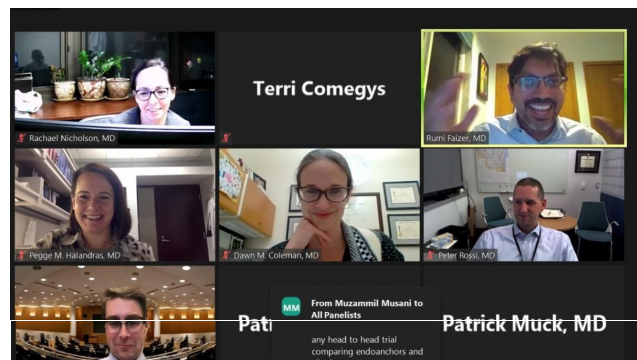 Terri Comegys
Rachael Nicholson, MD
Rumi Faizer, MD
Pegge M. Halandras, MD
Dawn M. Coleman, MD
Peter Rossi, MD
MM
From Muzammil Musani to
All Panelists
any head to head trial
comparing endoanchors and
Patrick Muck, MD